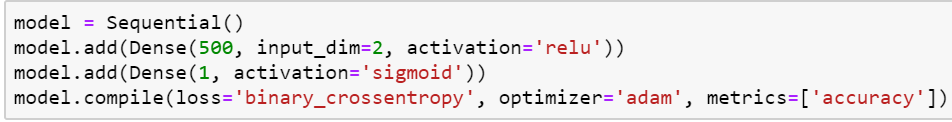 model = Sequential()
model.add(Dense(500, input_dim=2, activation='relu'))
model.add(Dense(1, activation='sigmoid'))
model.compile(loss='binary_crossentropy', optimizer='adam', metrics=['accuracy'])